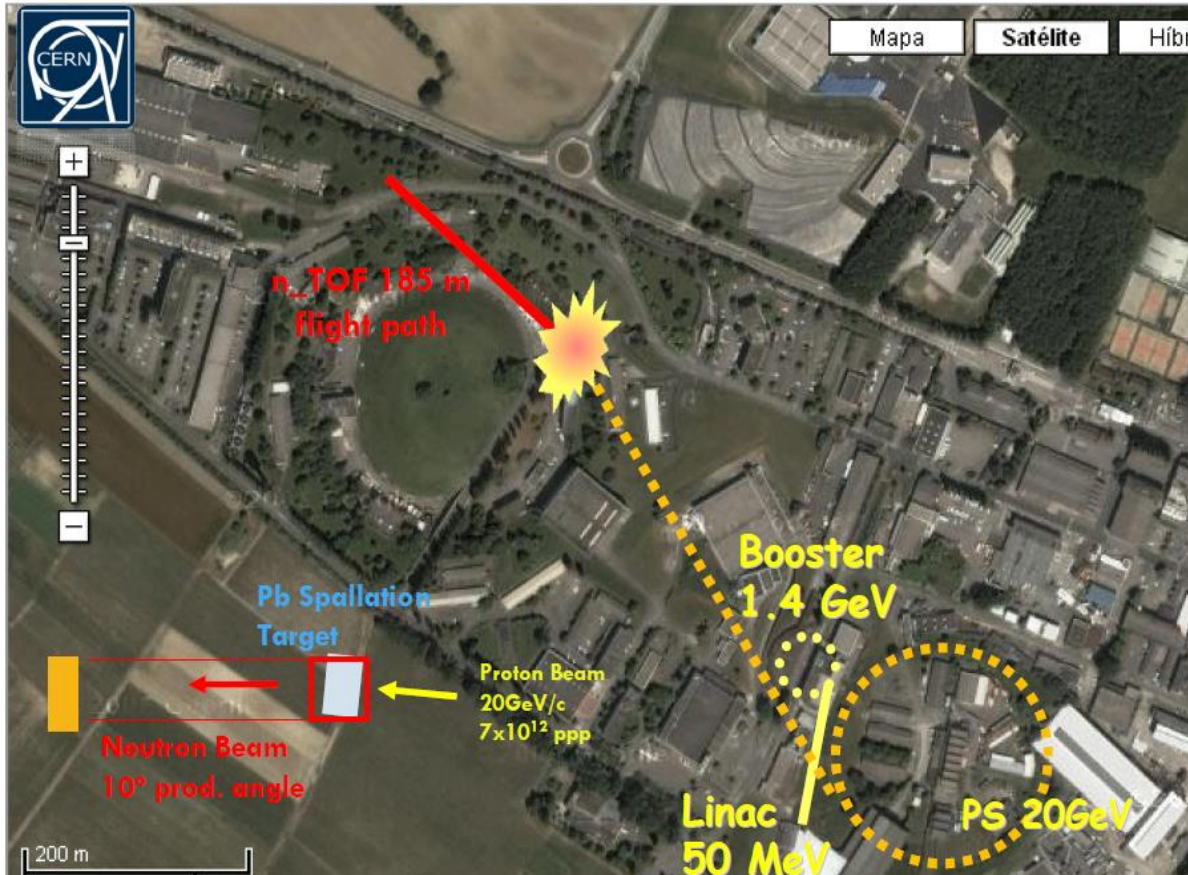 CERN
Mapa
Satélite
Híbr
n_TOF 185 m
flight path
Booster
1.4 GeV
Pb Spallation
Target
Proton Beam
20GeV/c
7x10¹² ppp
Neutron Beam
10° prod. angle
Linac
50 MeV
PS 20GeV
200 m